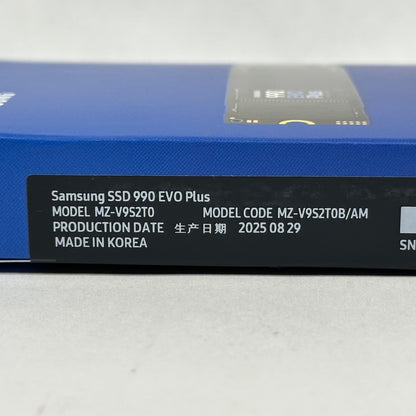 Samsung SSD 990 EVO Plus
MODEL MZ-V9S2T0 MODEL CODE MZ-V9S2T0B/AM
PRODUCTION DATE 生产日期 2025 08 29
MADE IN KOREA
SN